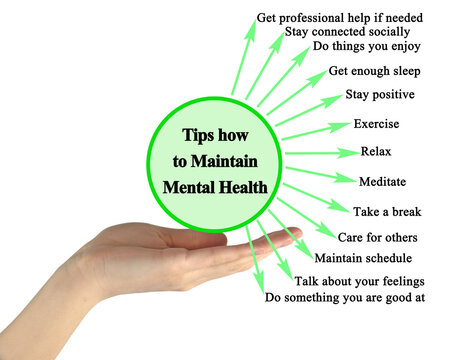 Tips how
to Maintain
Mental Health
Get professional help if needed
Stay connected socially
Do things you enjoy
Get enough sleep
Stay positive
Exercise
Relax
Meditate
Take a break
Care for others
Maintain schedule
Talk about your feelings
Do something you are good at